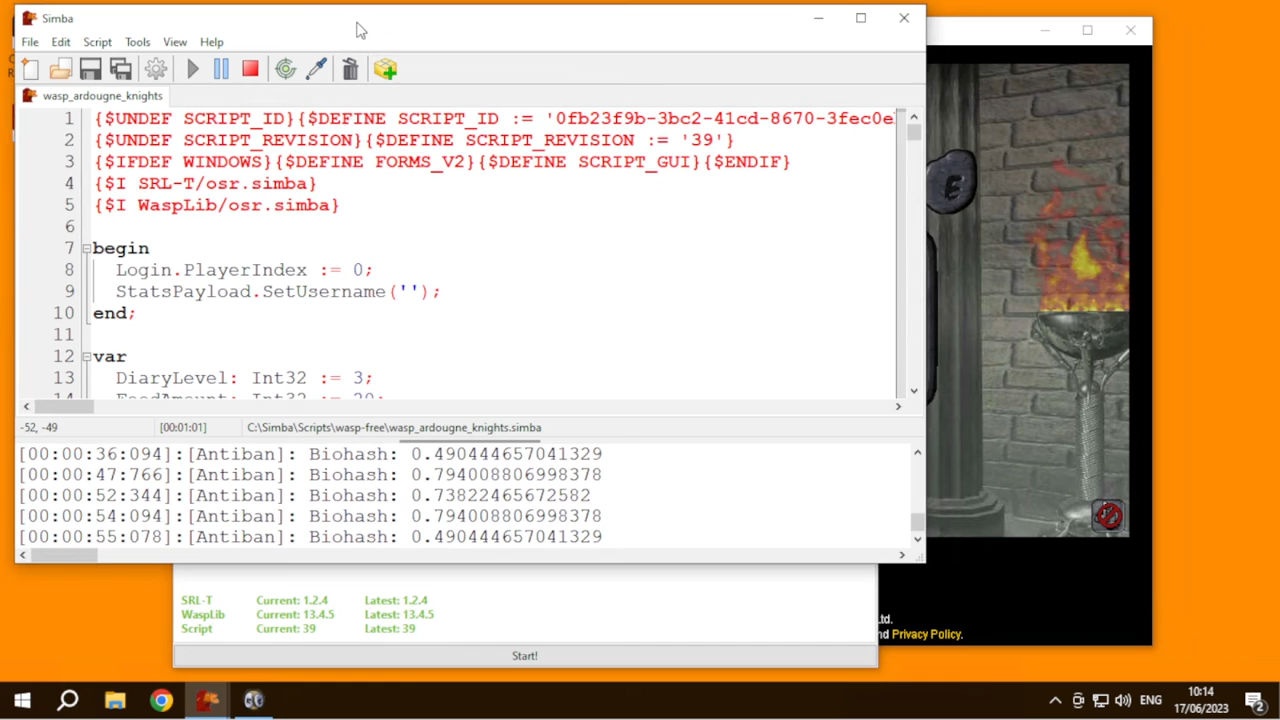 Simba
File Edit Script Tools View Help
wasp_ardougne_knights
1 {$UNDEF SCRIPT_ID}{$DEFINE SCRIPT_ID := '0fb23f9b-3bc2-41cd-8670-3fec0e
2 {$UNDEF SCRIPT_REVISION}{$DEFINE SCRIPT_REVISION := '39'}
3 {$IFDEF WINDOWS}{$DEFINE FORMS_V2}{$DEFINE SCRIPT_GUI}{$ENDIF}
4 {$I SRL-T/osr.simba}
5 {$I WaspLib/osr.simba}
6
7 begin
8 Login.PlayerIndex := 0;
9 StatsPayload.SetUsername('');
10 end;
11
12 var
13 DiaryLevel: Int32 := 3;
14 FoodAmount: Int32 := 20;
-52, -49 [00:01:01] C:\Simba\Scripts\wasp-free\wasp_ardougne_knights.simba
[00:00:36:094]:[Antiban]: Biohash: 0.490444657041329
[00:00:47:766]:[Antiban]: Biohash: 0.794008806998378
[00:00:52:344]:[Antiban]: Biohash: 0.73822465672582
[00:00:54:094]:[Antiban]: Biohash: 0.794008806998378
[00:00:55:078]:[Antiban]: Biohash: 0.490444657041329
SRL-T Current: 1.2.4 Latest: 1.2.4
WaspLib Current: 13.4.5 Latest: 13.4.5
Script Current: 39 Latest: 39
Start!
Ltd.
nd Privacy Policy.
ENG
10:14
17/06/2023
2